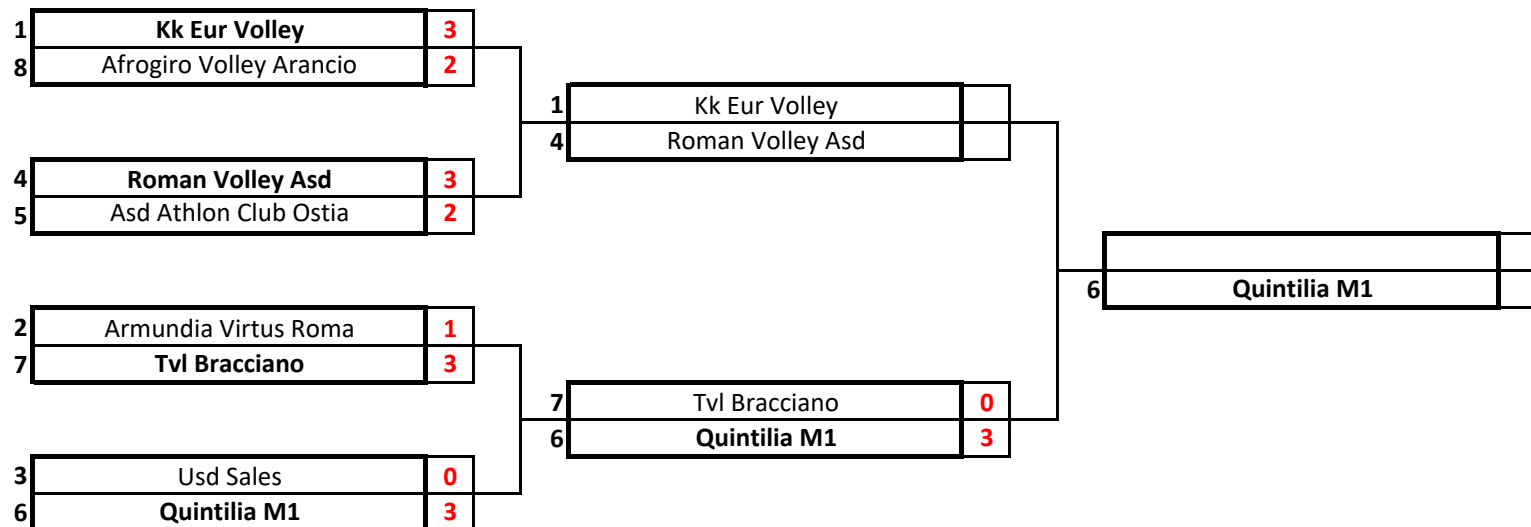 1 Kk Eur Volley 3
8 Afrogiro Volley Arancio 2
4 Roman Volley Asd 3
5 Asd Athlon Club Ostia 2
2 Armundia Virtus Roma 1
7 Tvl Bracciano 3
3 Usd Sales 0
6 Quintilia M1 3
1 Kk Eur Volley
4 Roman Volley Asd
7 Tvl Bracciano 0
6 Quintilia M1 3
6 Quintilia M1